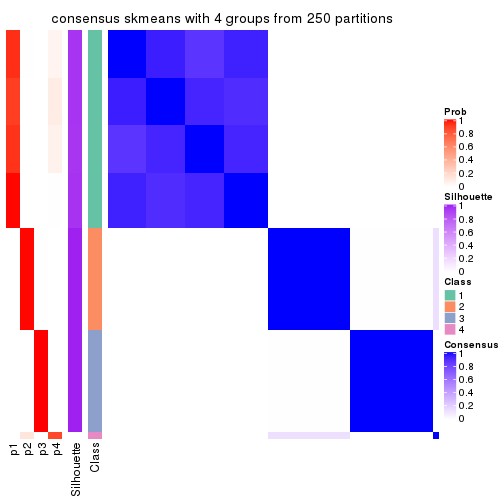 consensus skmeans with 4 groups from 250 partitions
Prob
1
0.8
0.6
0.4
0.2
0
Silhouette
1
0.8
0.6
0.4
0.2
0
Class
1
2
3
4
Consensus
1
0.8
0.6
0.4
0.2
0
p1
p2
p3
p4
Silhouette
Class